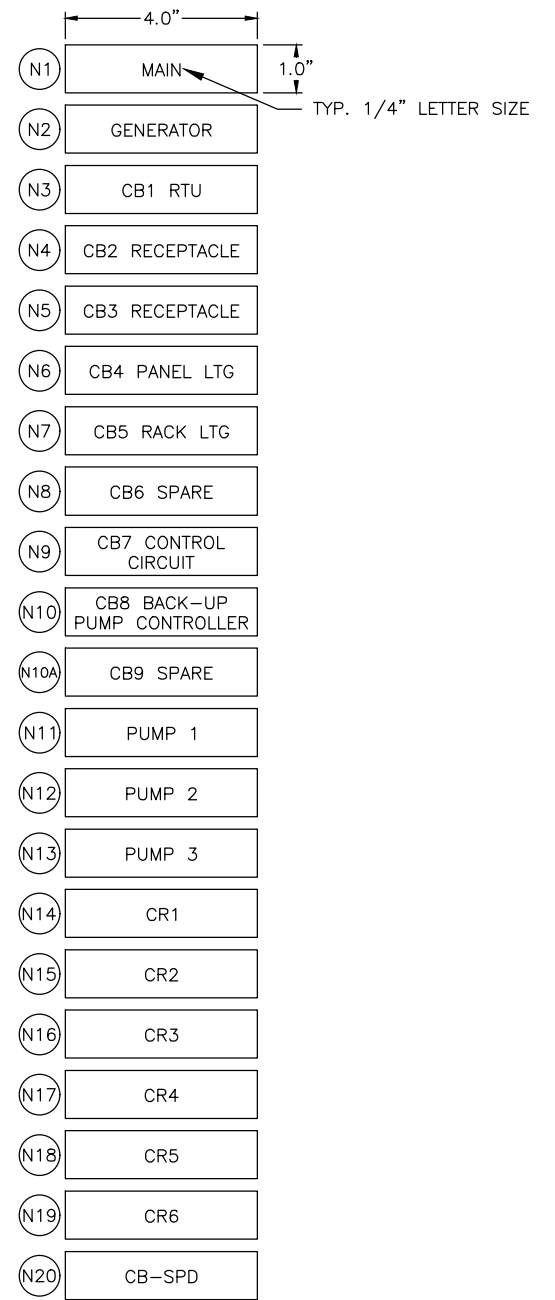 4.0”
N1
MAIN
1.0”
TYP. 1/4” LETTER SIZE
N2
GENERATOR
N3
CB1 RTU
N4
CB2 RECEPTACLE
N5
CB3 RECEPTACLE
N6
CB4 PANEL LTG
N7
CB5 RACK LTG
N8
CB6 SPARE
N9
CB7 CONTROL
CIRCUIT
N10
CB8 BACK-UP
PUMP CONTROLLER
N10A
CB9 SPARE
N11
PUMP 1
N12
PUMP 2
N13
PUMP 3
N14
CR1
N15
CR2
N16
CR3
N17
CR4
N18
CR5
N19
CR6
N20
CB-SPD